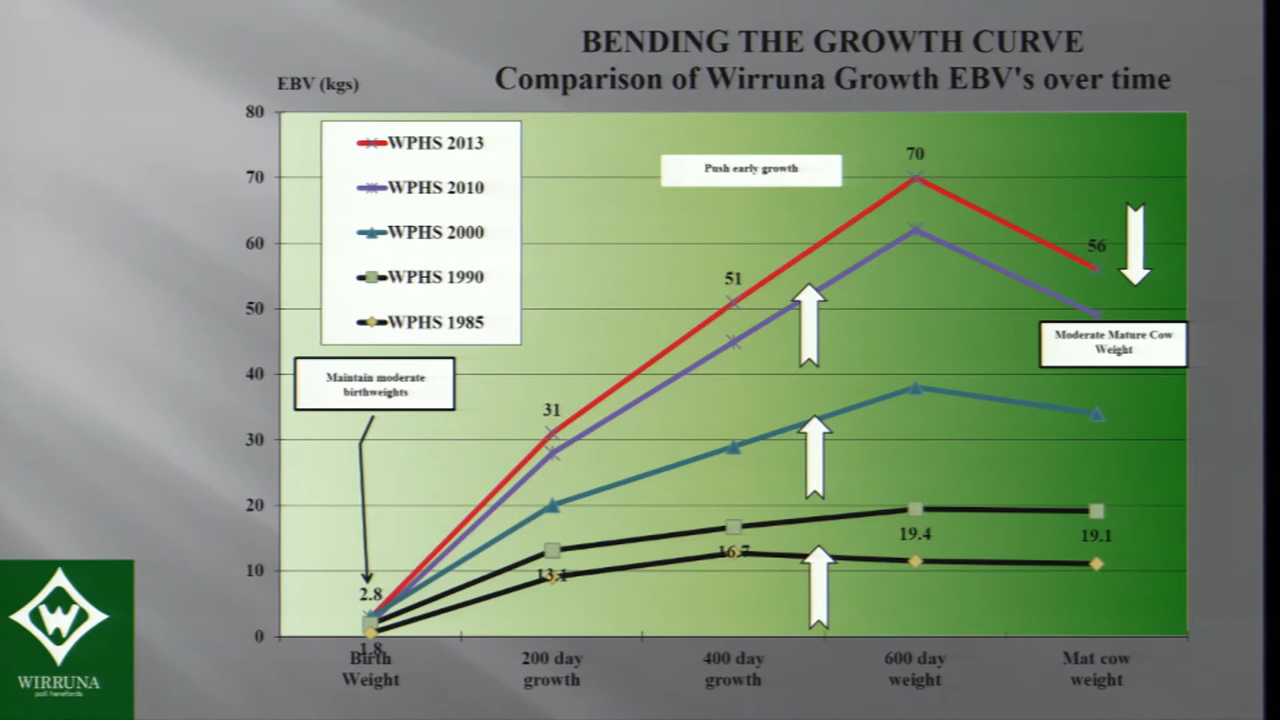 BENDING THE GROWTH CURVE
Comparison of Wirruna Growth EBV's over time
EBV (kgs)
80
70
60
50
40
30
20
10
0
WPHS 2013
WPHS 2010
WPHS 2000
WPHS 1990
WPHS 1985
Push early growth
Maintain moderate
birthweights
Moderate Mature Cow
Weight
2.8
31
51
70
56
1.8
13.1
16.7
19.4
19.1
Birth
Weight
200 day
growth
400 day
growth
600 day
weight
Mat cow
weight
W
WIRRUNA
poll herefords